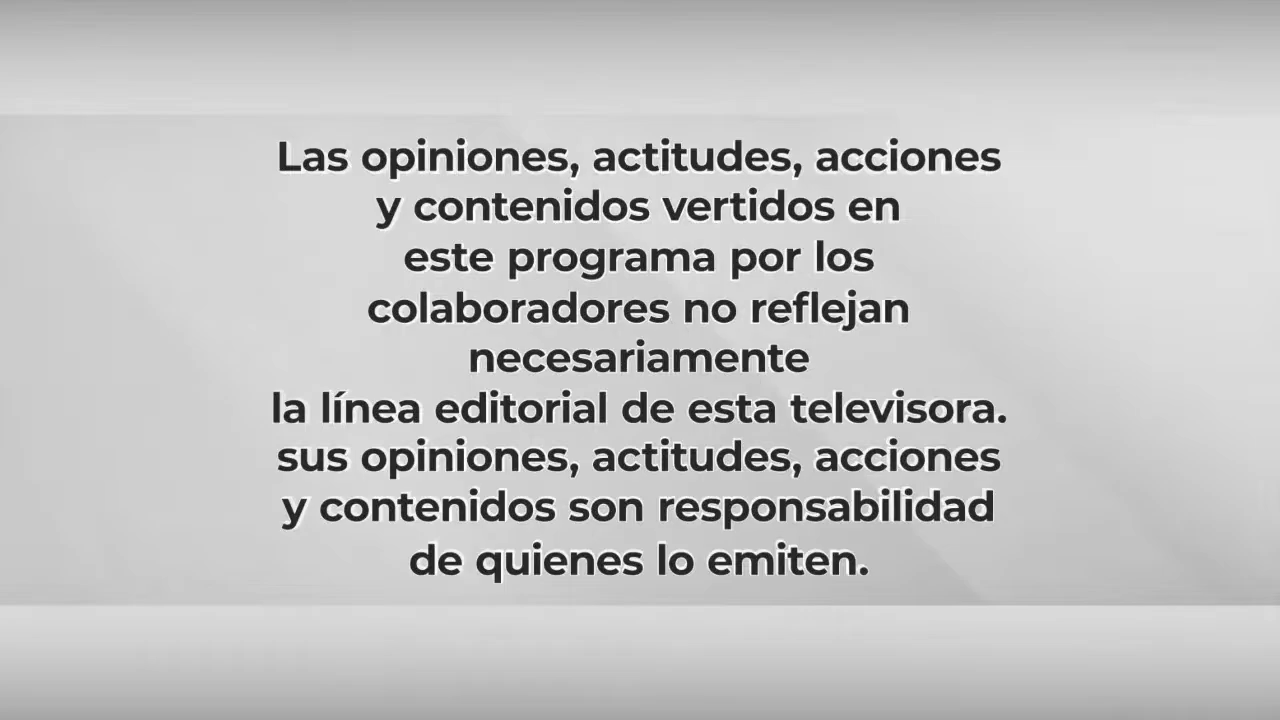 Las opiniones, actitudes, acciones
y contenidos vertidos en
este programa por los
colaboradores no reflejan
necesariamente
la línea editorial de esta televisora.
sus opiniones, actitudes, acciones
y contenidos son responsabilidad
de quienes lo emiten.